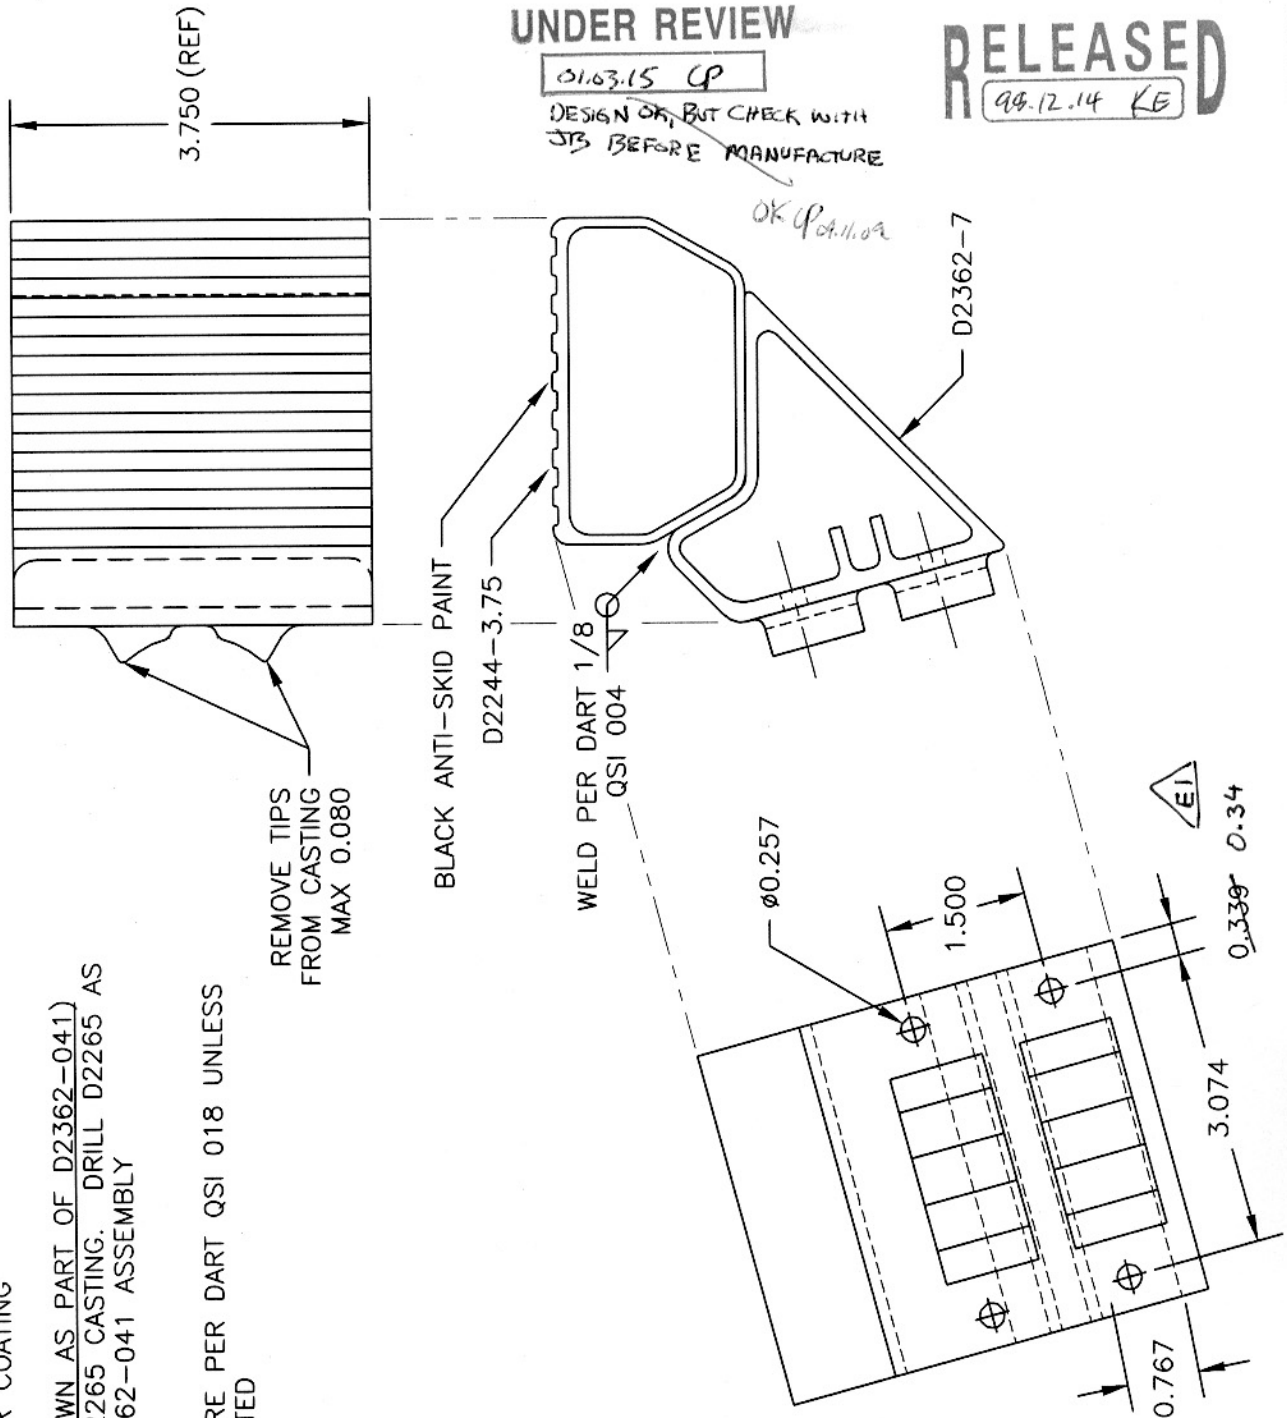 UNDER REVIEW
01.03.15 CP
DESIGN OK, BUT CHECK WITH
JB BEFORE MANUFACTURE
OK CP
RELEASED
98.12.14 KE
3.750 (REF)
D2362-7
BLACK ANTI-SKID PAINT
D2244-3.75
WELD PER DART 1/8
QSI 004
REMOVE TIPS
FROM CASTING
MAX 0.080
COATING
WN AS PART OF D2362-041)
2265 CASTING. DRILL D2265 AS
62-041 ASSEMBLY
RE PER DART QSI 018 UNLESS
TED
ø0.257
1.500
E1
0.339 0.34
3.074
0.767